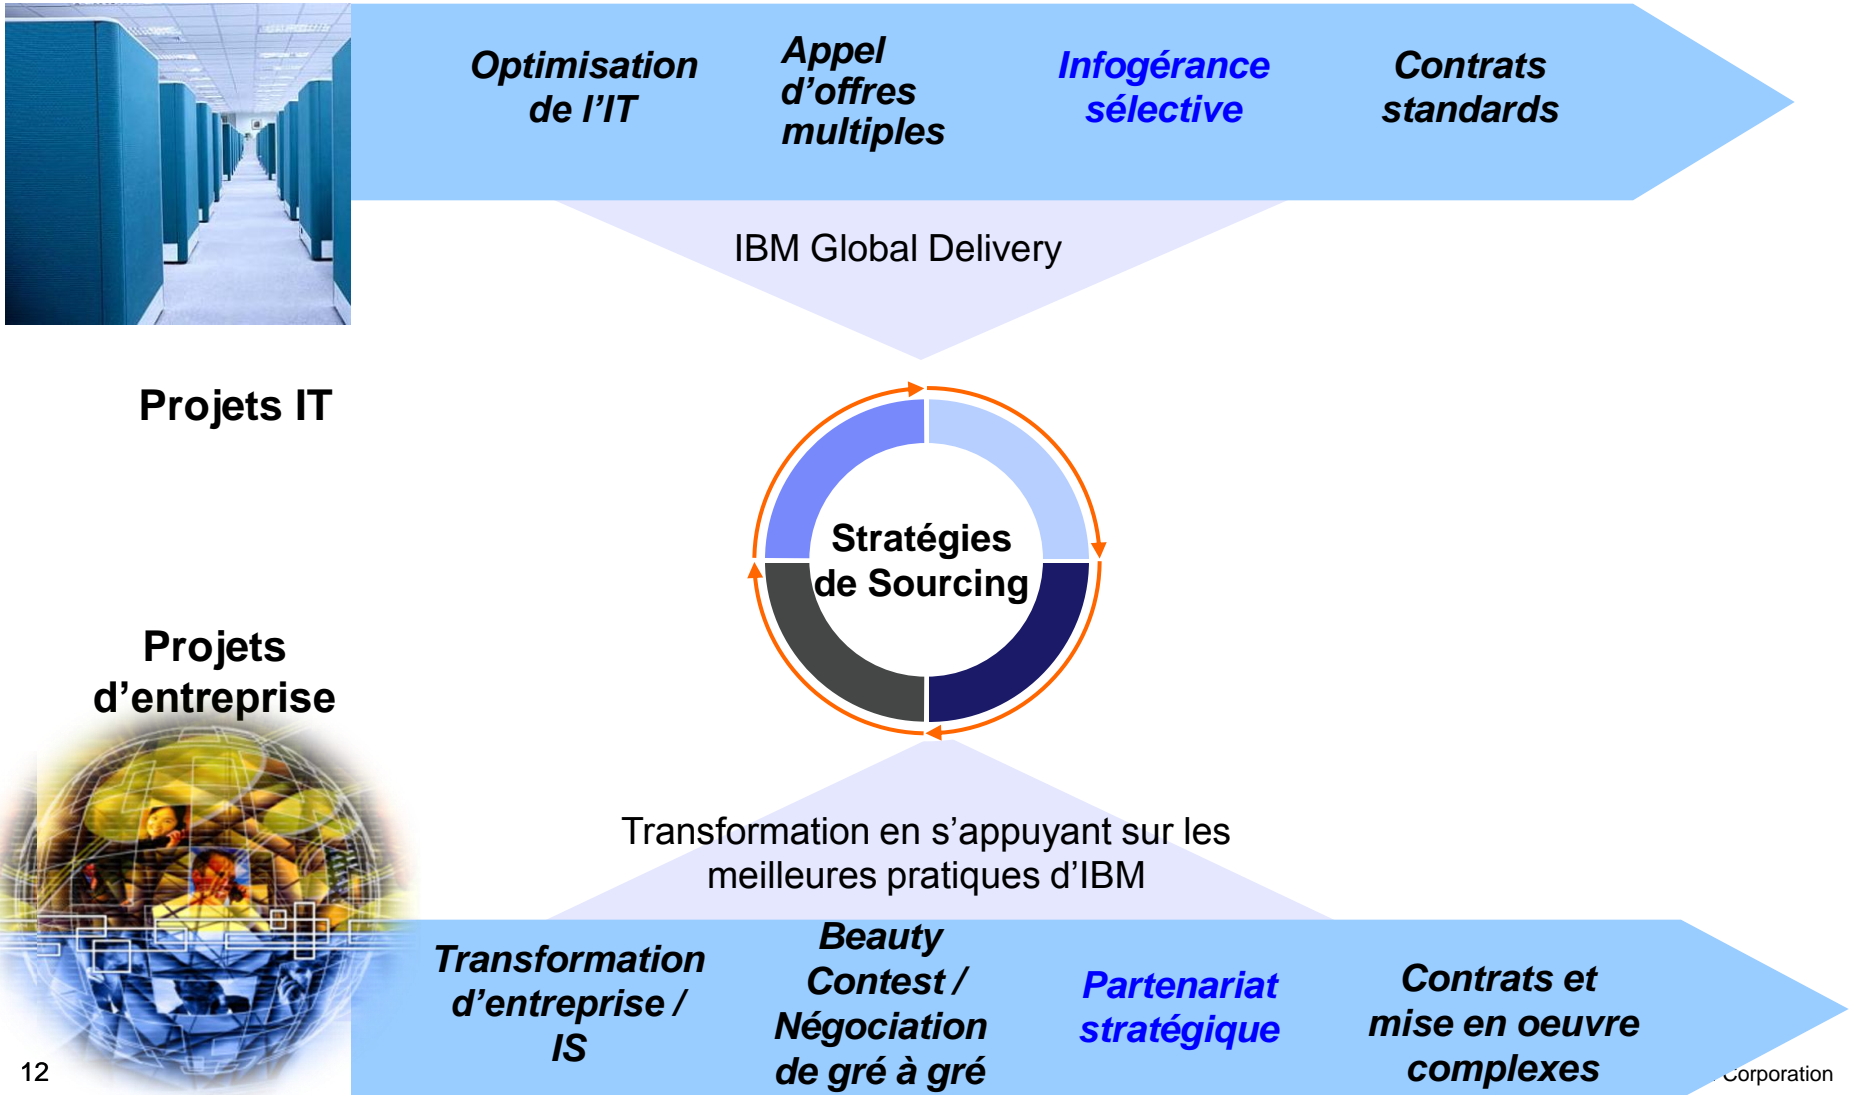 Optimisation
de l’IT
Appel
d’offres
multiples
Infogérance
sélective
Contrats
standards
IBM Global Delivery
Projets IT
Stratégies
de Sourcing
Projets
d’entreprise
Transformation en s’appuyant sur les
meilleures pratiques d’IBM
Transformation
d’entreprise /
IS
Beauty
Contest /
Négociation
de gré à gré
Partenariat
stratégique
Contrats et
mise en oeuvre
complexes
12
Corporation